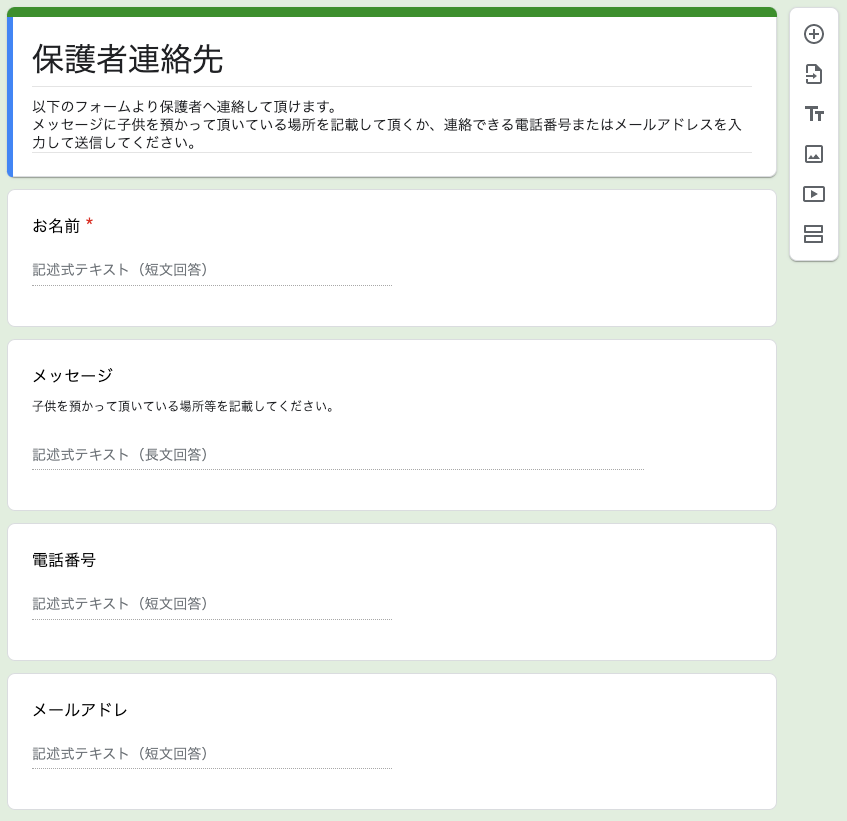 保護者連絡先
以下のフォームより保護者へ連絡して頂けます。
メッセージに子供を預かって頂いている場所を記載して頂くか、連絡できる電話番号またはメールアドレスを入
力して送信してください。
お名前 *
記述式テキスト（短文回答）
メッセージ
子供を預かって頂いている場所等を記載してください。
記述式テキスト（長文回答）
電話番号
記述式テキスト（短文回答）
メールアドレ
記述式テキスト（短文回答）